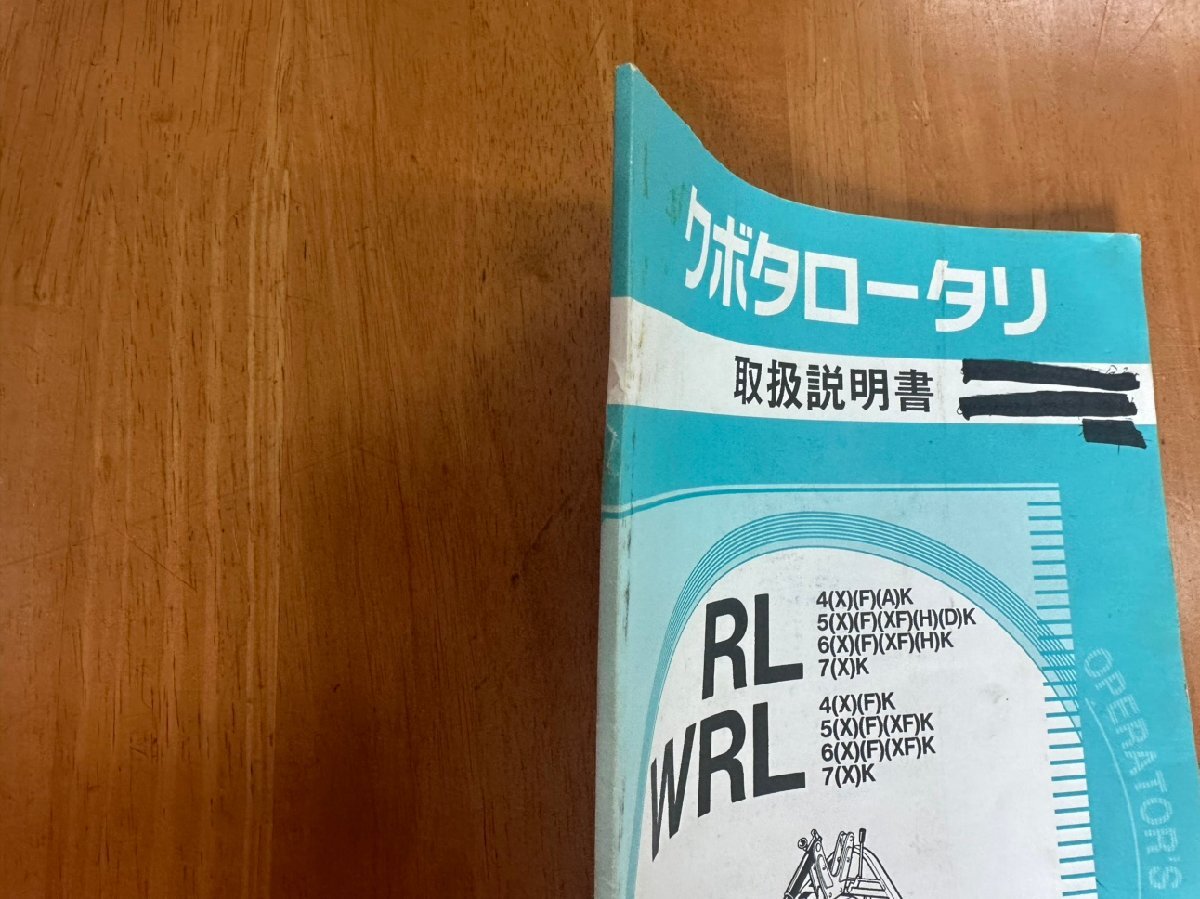 クボタロータリ
取扱説明書
RL
4(X)(F)(A)K
5(X)(F)(XF)(H)(D)K
6(X)(F)(XF)(H)K
7(X)K
WRL
4(X)(F)K
5(X)(F)(XF)K
6(X)(F)(XF)K
7(X)K
OPERATOR'S